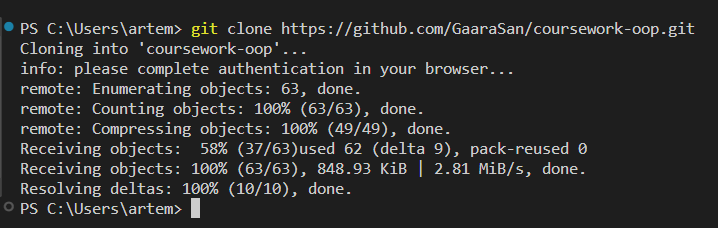 PS C:\Users\artem> git clone https://github.com/GaaraSan/coursework-oop.git
Cloning into 'coursework-oop'...
info: please complete authentication in your browser...
remote: Enumerating objects: 63, done.
remote: Counting objects: 100% (63/63), done.
remote: Compressing objects: 100% (49/49), done.
Receiving objects:  58% (37/63)used 62 (delta 9), pack-reused 0
Receiving objects: 100% (63/63), 848.93 KiB | 2.81 MiB/s, done.
Resolving deltas: 100% (10/10), done.
PS C:\Users\artem>